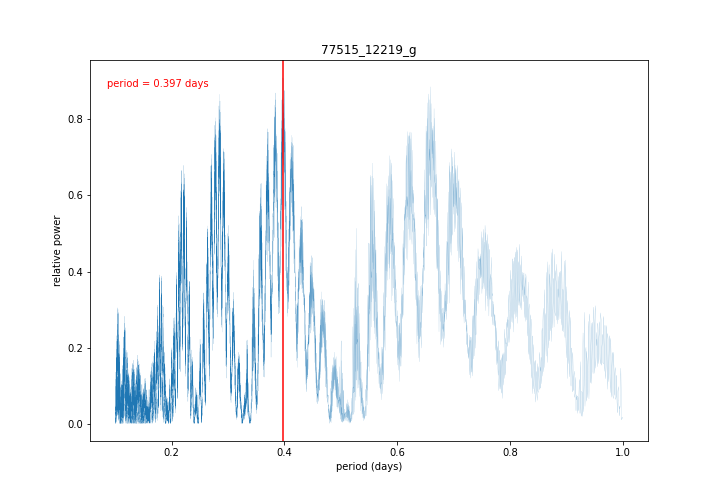 77515_12219_g
period = 0.397 days
relative power
0.8
0.6
0.4
0.2
0.0
0.2 0.4 0.6 0.8 1.0
period (days)